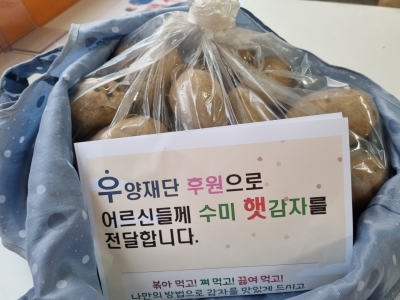 우양재단 후원으로
어르신들께 수미 햇감자를
전달합니다.
볶아 먹고! 쪄 먹고! 끓여 먹고!
나만의 방법으로 감자를 맛있게 드시고